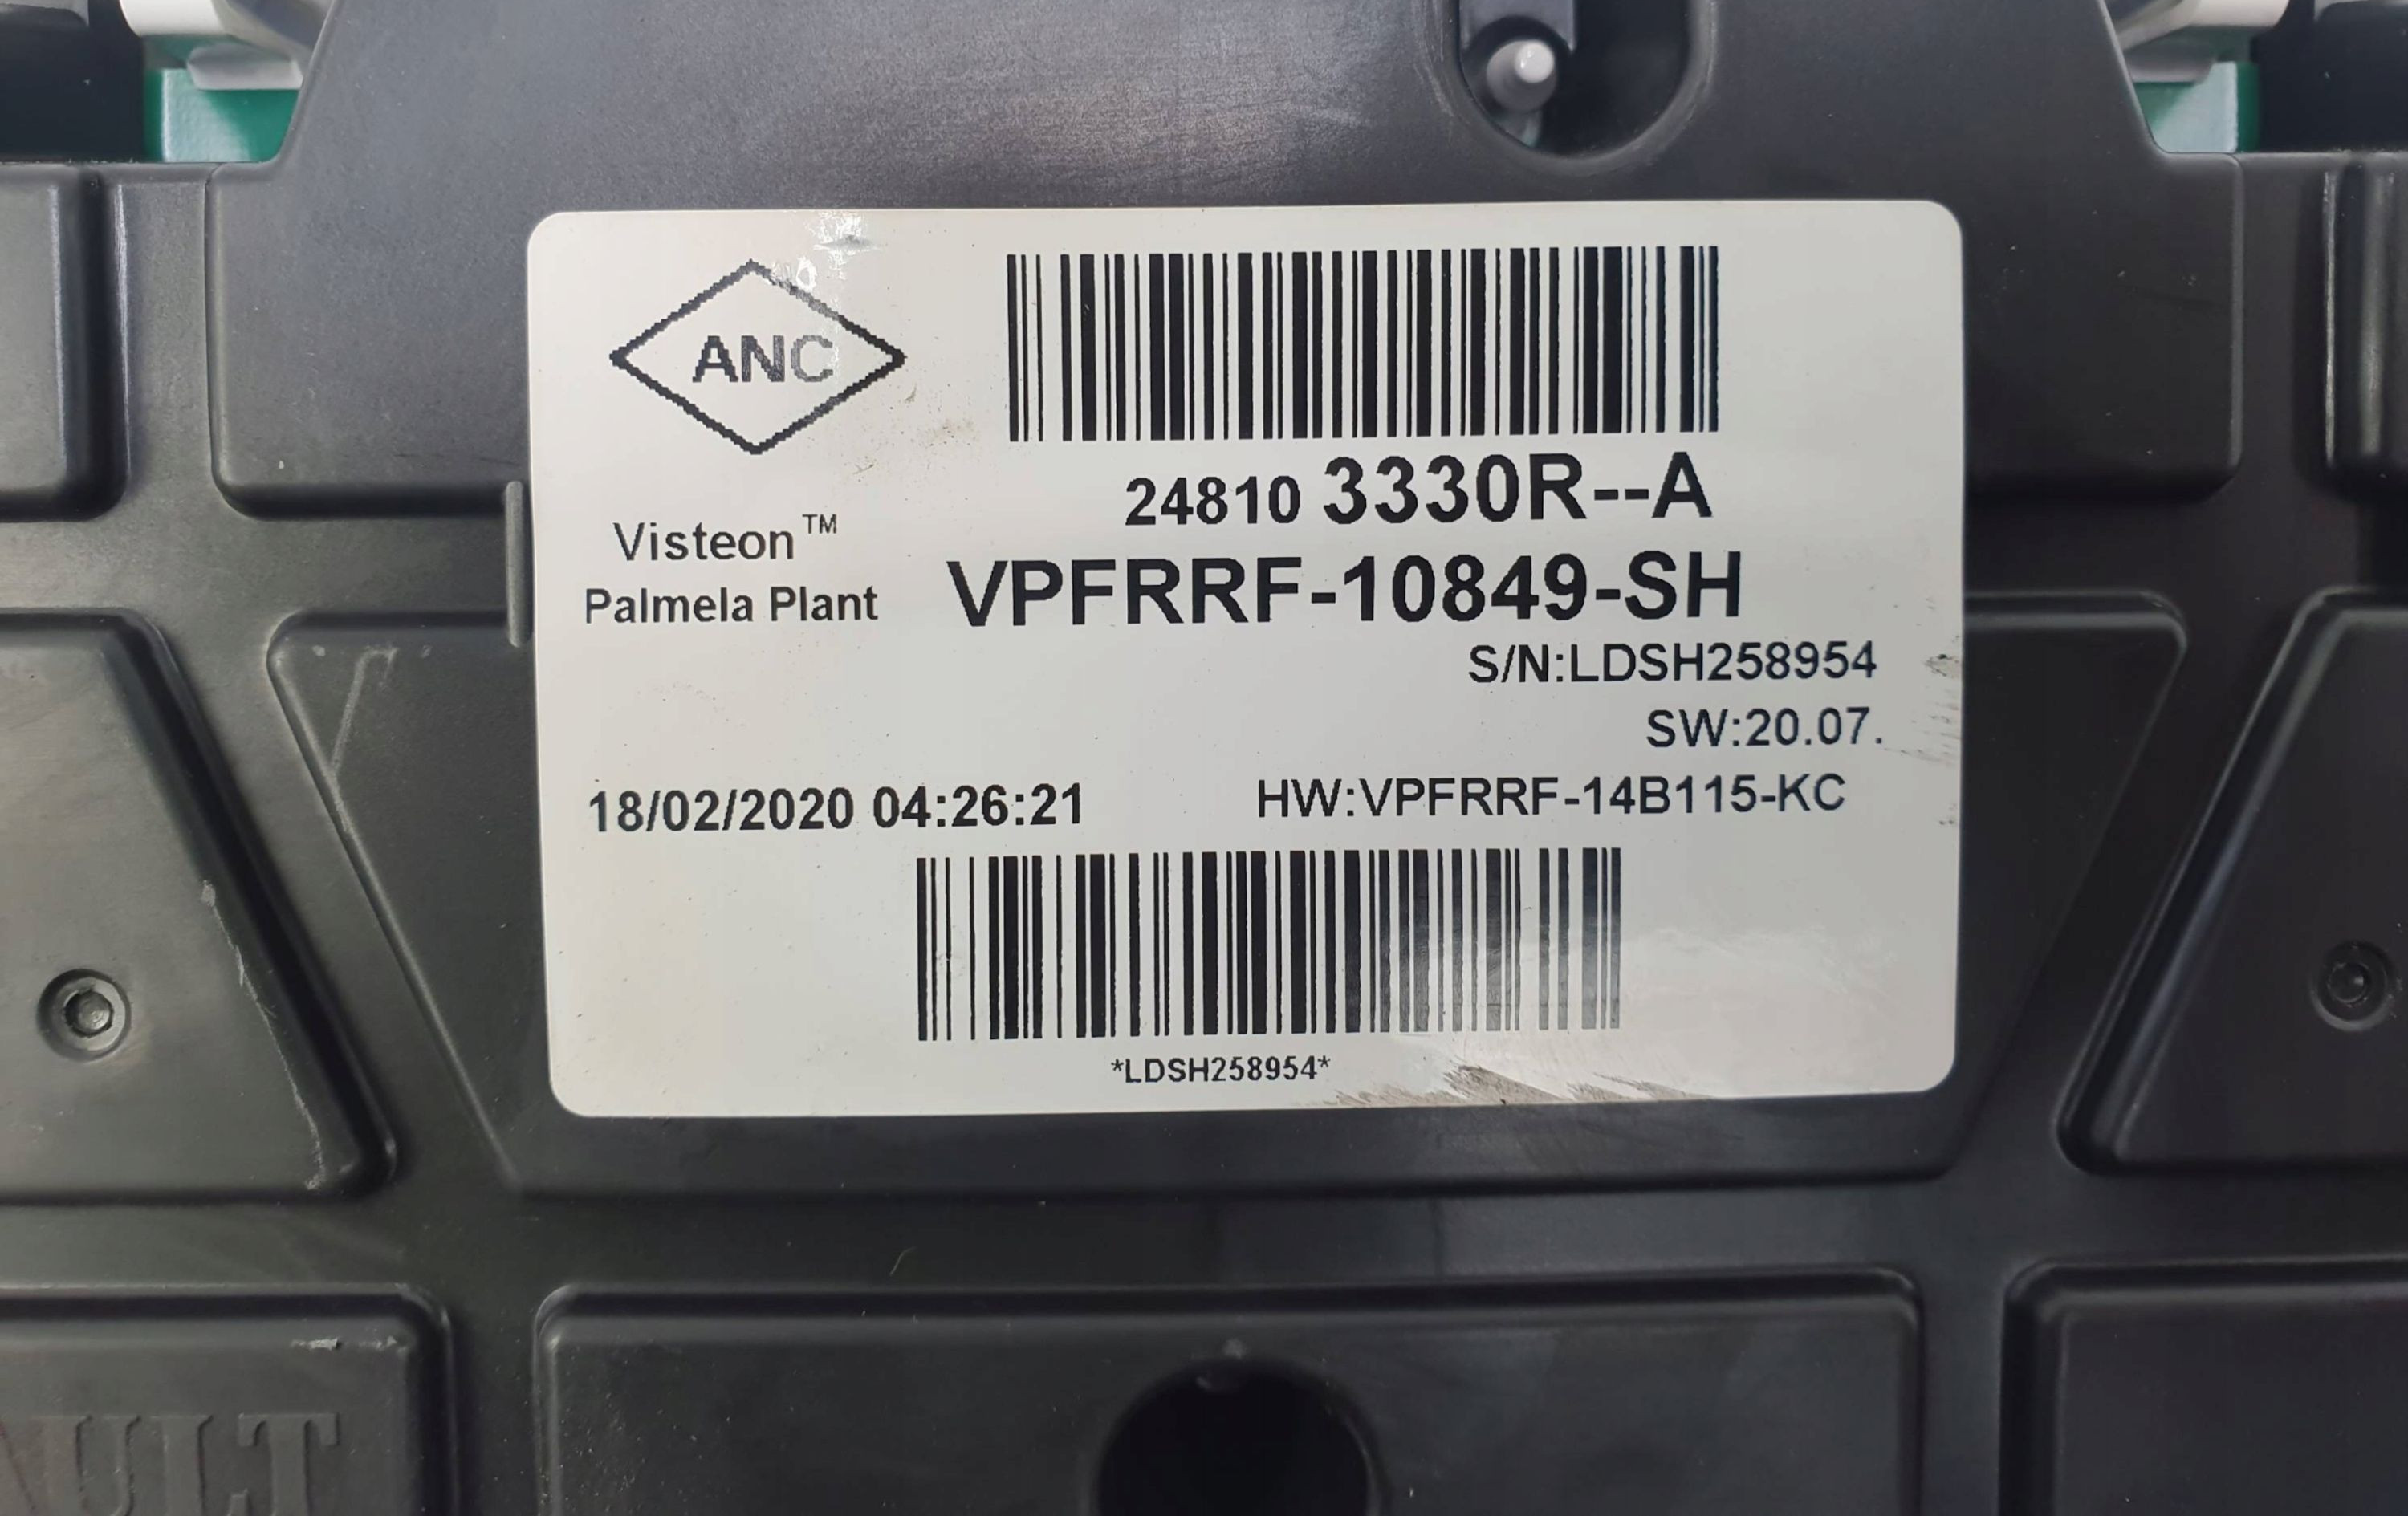 ANC
24810 3330R--A
Visteon™
Palmela Plant
VPFRRF-10849-SH
S/N:LDSH258954
SW:20.07.
18/02/2020 04:26:21
HW:VPFRRF-14B115-KC
*LDSH258954*
AULT